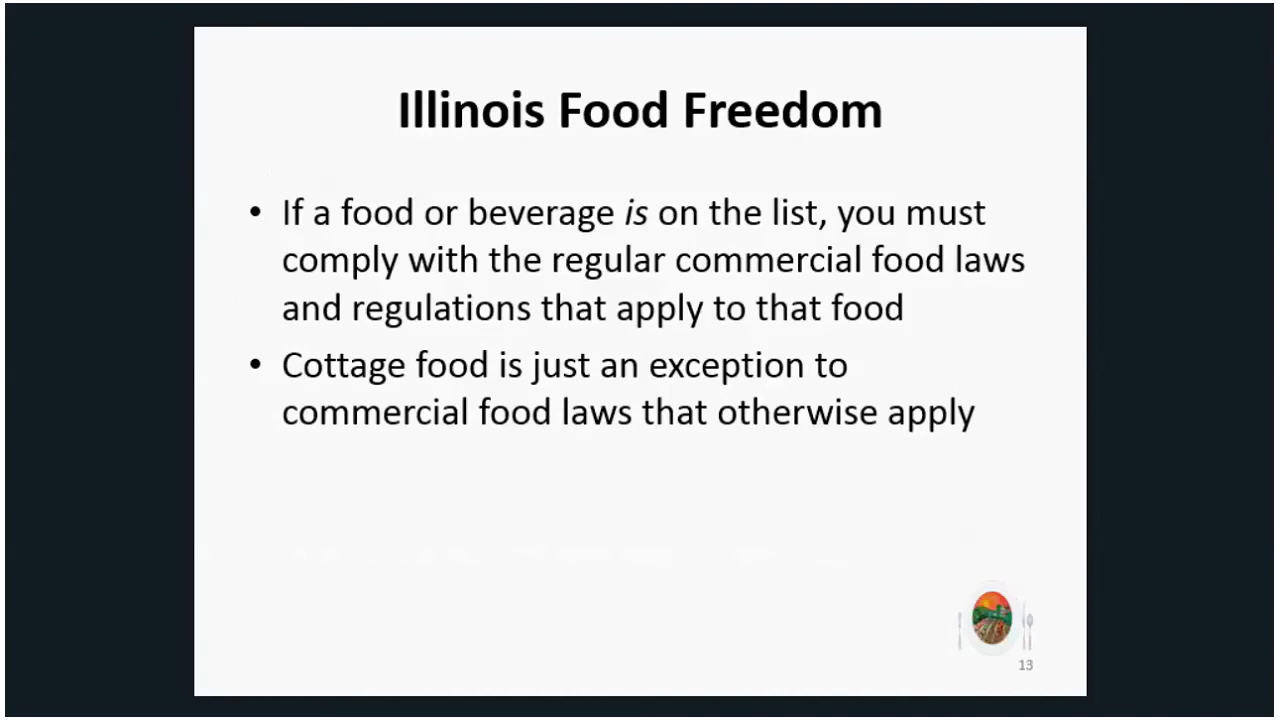 Illinois Food Freedom
• If a food or beverage is on the list, you must
comply with the regular commercial food laws
and regulations that apply to that food
• Cottage food is just an exception to
commercial food laws that otherwise apply
13